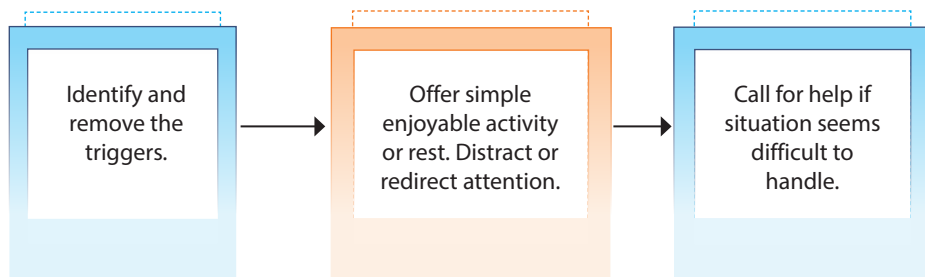 Identify and
remove the
triggers.
Offer simple
enjoyable activity
or rest. Distract or
redirect attention.
Call for help if
situation seems
difficult to
handle.